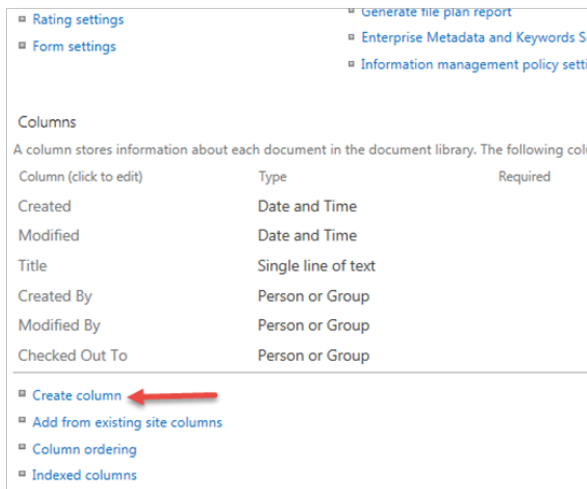 Rating settings
Form settings
Generate file plan report
Enterprise Metadata and Keywords S
Information management policy setti
Columns
A column stores information about each document in the document library. The following colu
Column (click to edit) Type Required
Created Date and Time
Modified Date and Time
Title Single line of text
Created By Person or Group
Modified By Person or Group
Checked Out To Person or Group
Create column
Add from existing site columns
Column ordering
Indexed columns